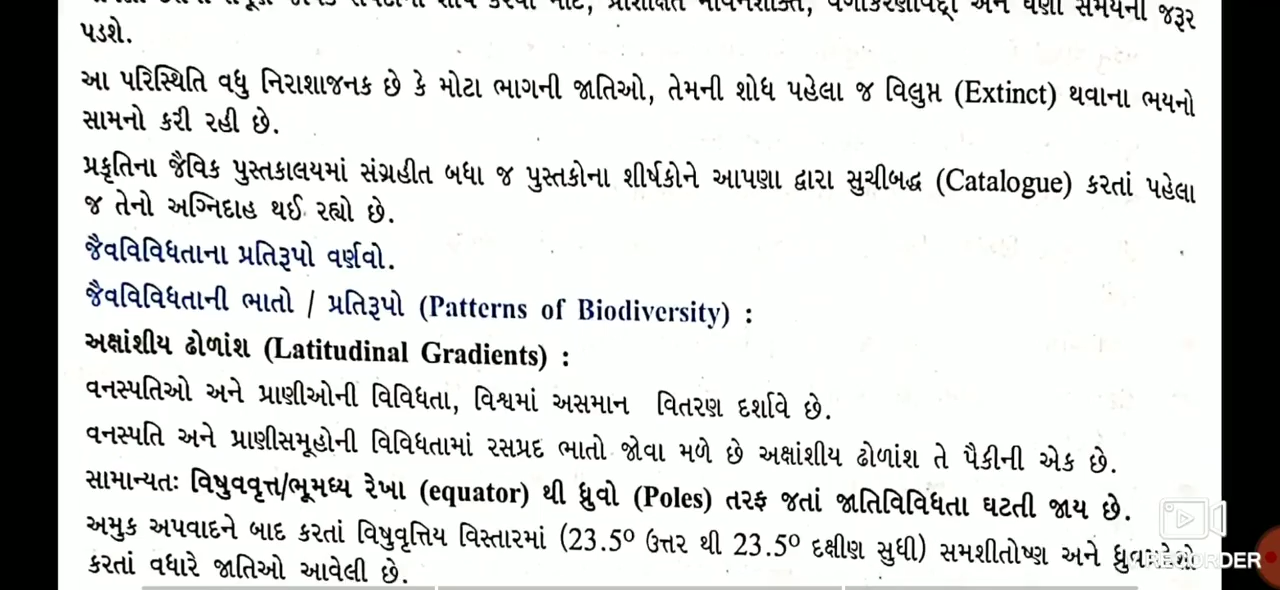 પડશે.
આ પરિસ્થિતિ વધુ નિરાશાજનક છે કે મોટા ભાગની જાતિઓ, તેમની શોધ પહેલા જ વિલુપ્ત (Extinct) થવાના ભયનો
સામનો કરી રહી છે.
પ્રકૃતિના જૈવિક પુસ્તકાલયમાં સંગ્રહીત બધા જ પુસ્તકોના શીર્ષકોને આપણા દ્વારા સુચીબદ્ધ (Catalogue) કરતાં પહેલા
જ તેનો અગ્નિદાહ થઈ રહ્યો છે.
જૈવવિવિધતાના પ્રતિરૂપો વર્ણવો.
જૈવવિવિધતાની ભાતો / પ્રતિરૂપો (Patterns of Biodiversity) :
અક્ષાંશીય ઢોળાંશ (Latitudinal Gradients) :
વનસ્પતિઓ અને પ્રાણીઓની વિવિધતા, વિશ્વમાં અસમાન વિતરણ દર્શાવે છે.
વનસ્પતિ અને પ્રાણીસમૂહોની વિવિધતામાં રસપ્રદ ભાતો જોવા મળે છે અક્ષાંશીય ઢોળાંશ તે પૈકીની એક છે.
સામાન્યતઃ વિષુવવૃત્ત/ભૂમધ્ય રેખા (equator) થી ધ્રુવો (Poles) તરફ જતાં જાતિવિવિધતા ઘટતી જાય છે.
અમુક અપવાદને બાદ કરતાં વિષુવૃત્તિય વિસ્તારમાં (23.5⁰ ઉત્તર થી 23.5⁰ દક્ષીણ સુધી) સમશીતોષ્ણ અને
કરતાં વધારે જાતિઓ આવેલી છે.